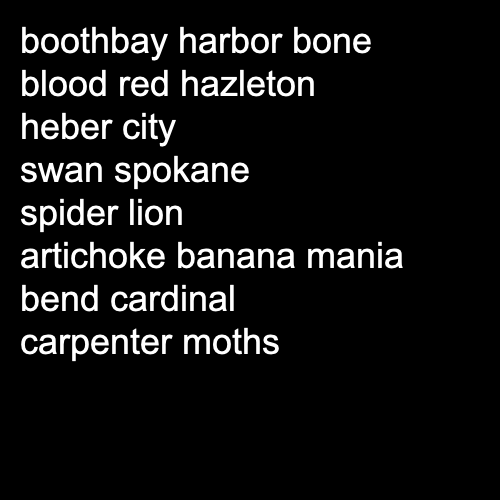 boothbay harbor bone
blood red hazleton
heber city
swan spokane
spider lion
artichoke banana mania
bend cardinal
carpenter moths